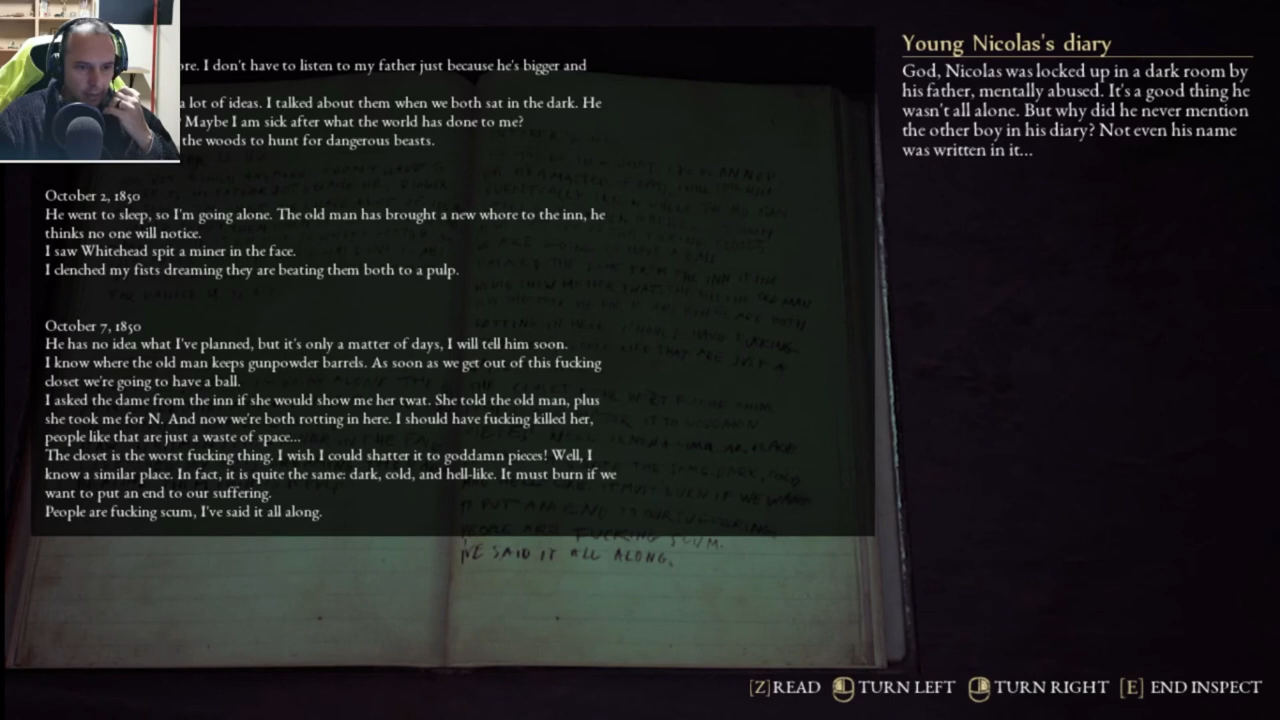 ore. I don't have to listen to my father just because he's bigger and
a lot of ideas. I talked about them when we both sat in the dark. He
Maybe I am sick after what the world has done to me?
the woods to hunt for dangerous beasts.
October 2, 1850
He went to sleep, so I'm going alone. The old man has brought a new whore to the inn, he
thinks no one will notice.
I saw Whitehead spit a miner in the face.
I clenched my fists dreaming they are beating them both to a pulp.
October 7, 1850
He has no idea what I've planned, but it's only a matter of days, I will tell him soon.
I know where the old man keeps gunpowder barrels. As soon as we get out of this fucking
closet we're going to have a ball.
I asked the dame from the inn if she would show me her twat. She told the old man, plus
she took me for N. And now we're both rotting in here. I should have fucking killed her,
people like that are just a waste of space...
The closet is the worst fucking thing. I wish I could shatter it to goddamn pieces! Well, I
know a similar place. In fact, it is quite the same: dark, cold, and hell-like. It must burn if we
want to put an end to our suffering.
People are fucking scum, I've said it all along.
PEOPLE ARE FUCKING SCUM.
I'VE SAID IT ALL ALONG.
Young Nicolas's diary
God, Nicolas was locked up in a dark room by
his father, mentally abused. It's a good thing he
wasn't all alone. But why did he never mention
the other boy in his diary? Not even his name
was written in it...
[Z]READ TURN LEFT TURN RIGHT [E] END INSPECT